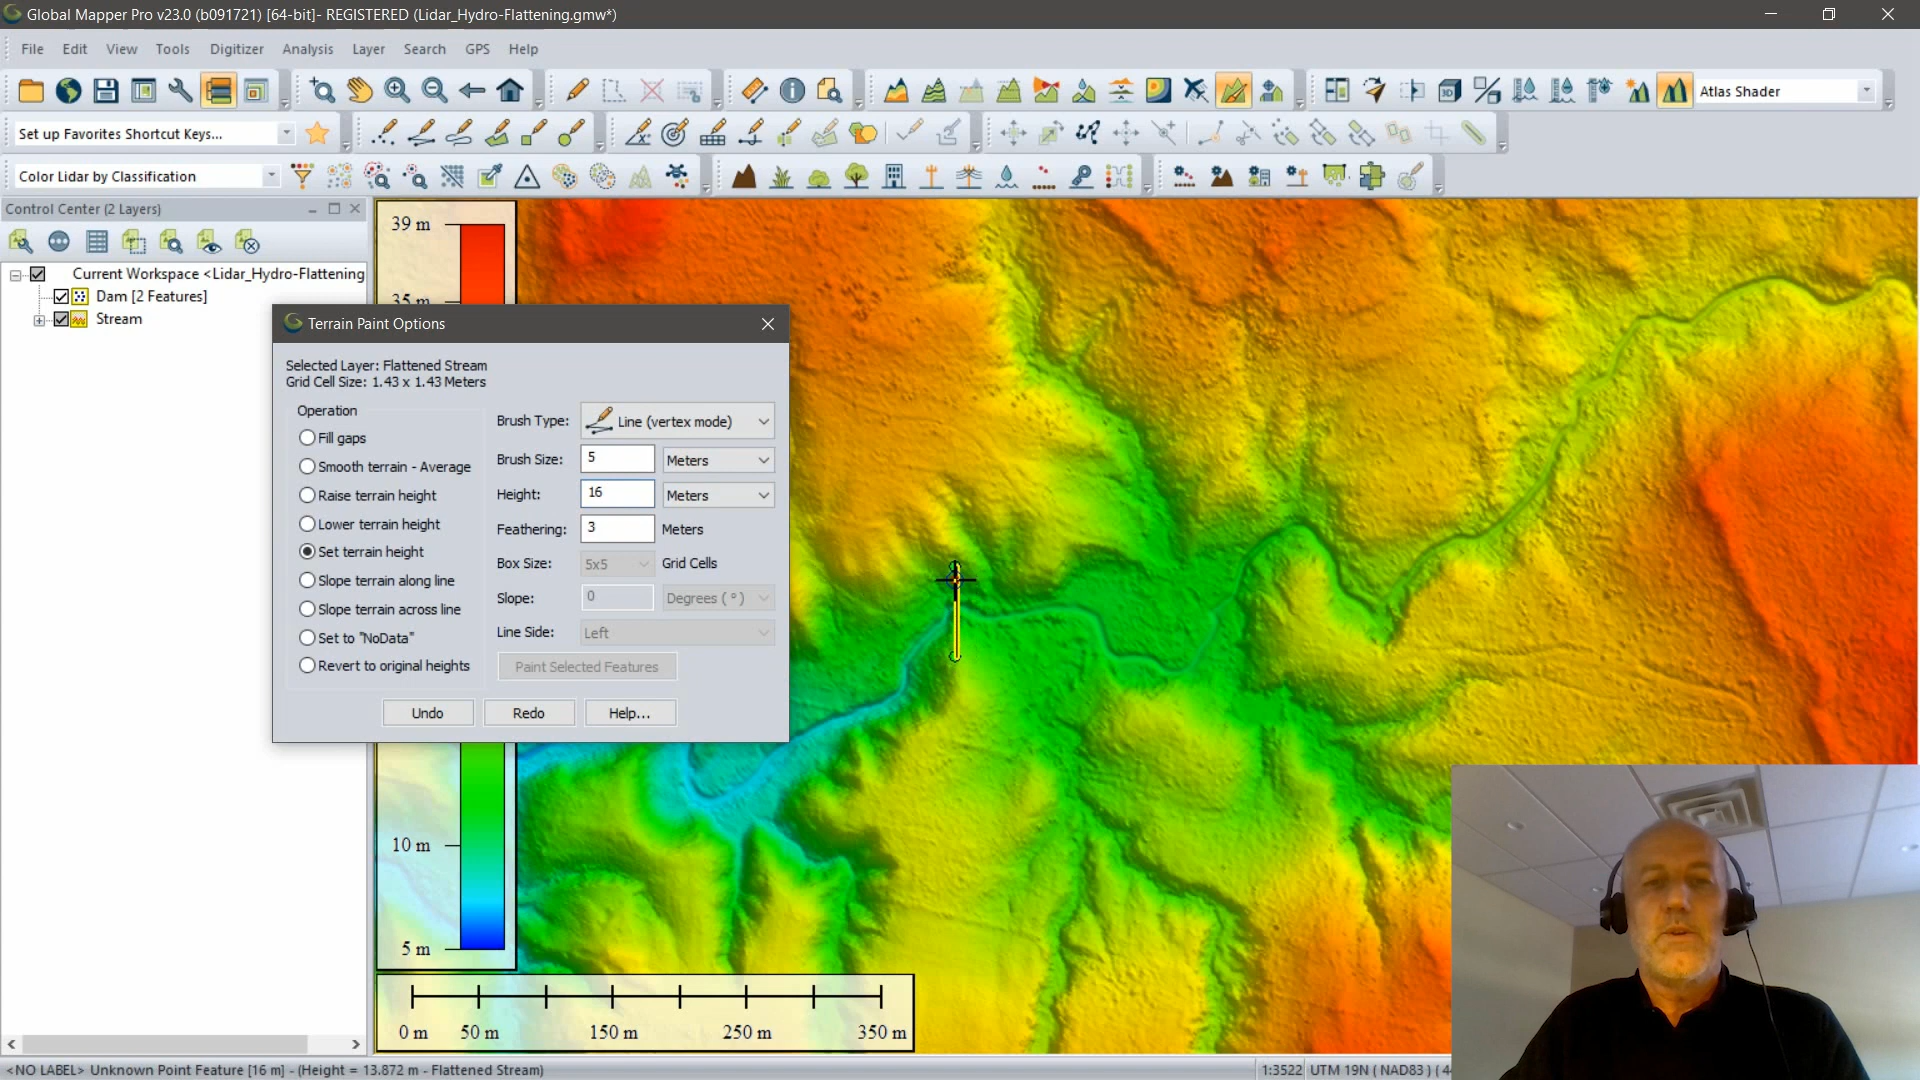 Global Mapper Pro v23.0 (b091721) [64-bit]- REGISTERED (Lidar_Hydro-Flattening.gmw*)
File Edit View Tools Digitizer Analysis Layer Search GPS Help
Atlas Shader
Set up Favorites Shortcut Keys...
Color Lidar by Classification
Control Center (2 Layers)
Current Workspace <Lidar_Hydro-Flattening
Dam [2 Features]
Stream
39 m
35 m
Terrain Paint Options
Selected Layer: Flattened Stream
Grid Cell Size: 1.43 x 1.43 Meters
Operation
Fill gaps
Smooth terrain - Average
Raise terrain height
Lower terrain height
Set terrain height
Slope terrain along line
Slope terrain across line
Set to "NoData"
Revert to original heights
Brush Type: Line (vertex mode)
Brush Size: 5 Meters
Height: 16 Meters
Feathering: 3 Meters
Box Size: 5x5 Grid Cells
Slope: 0 Degrees ( ° )
Line Side: Left
Paint Selected Features
Undo Redo Help...
10 m
5 m
0 m 50 m 150 m 250 m 350 m
<NO LABEL> Unknown Point Feature [16 m] - (Height = 13.872 m - Flattened Stream)
1:3522 UTM 19N ( NAD83 ) (